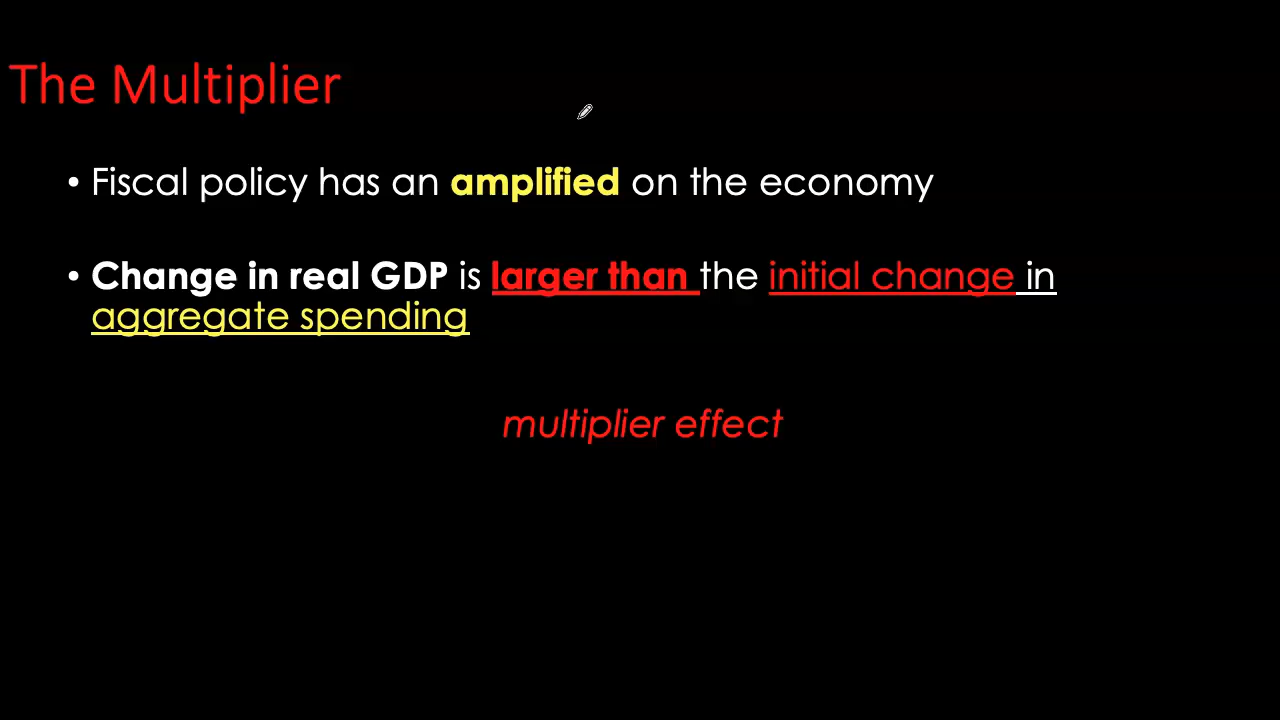 The Multiplier
• Fiscal policy has an amplified on the economy
• Change in real GDP is larger than the initial change in
aggregate spending
multiplier effect